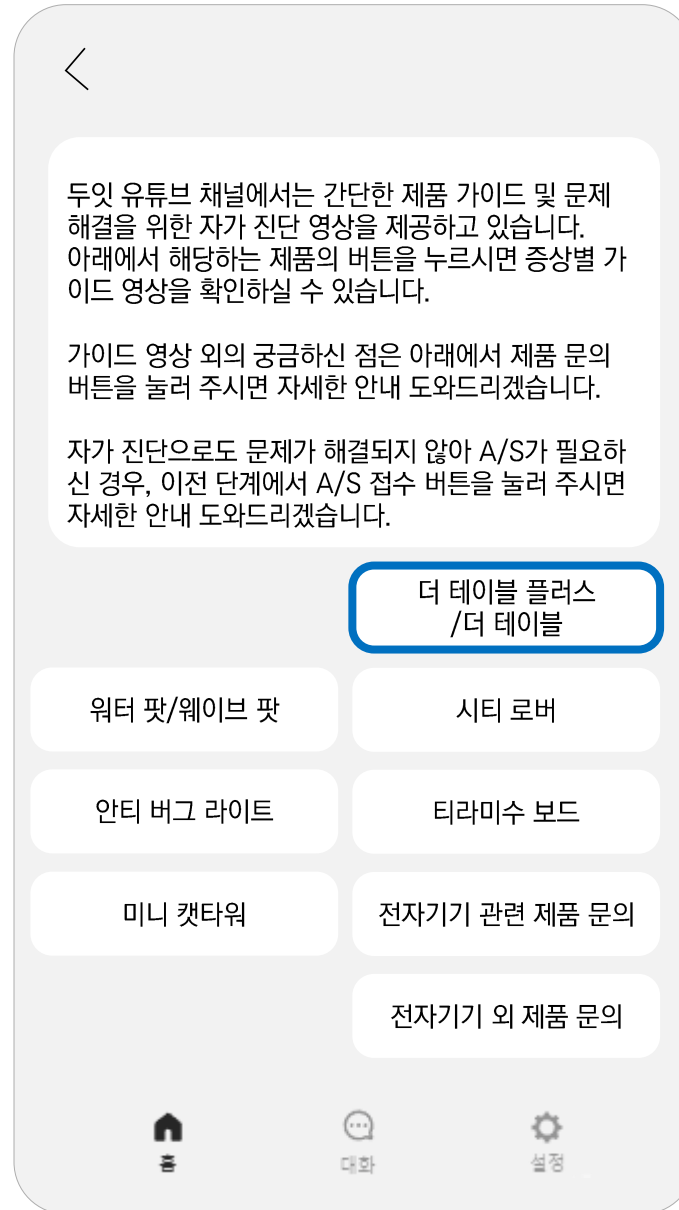 두잇 유튜브 채널에서는 간단한 제품 가이드 및 문제
해결을 위한 자가 진단 영상을 제공하고 있습니다.
아래에서 해당하는 제품의 버튼을 누르시면 증상별 가
이드 영상을 확인하실 수 있습니다.
가이드 영상 외의 궁금하신 점은 아래에서 제품 문의
버튼을 눌러 주시면 자세한 안내 도와드리겠습니다.
자가 진단으로도 문제가 해결되지 않아 A/S가 필요하
신 경우, 이전 단계에서 A/S 접수 버튼을 눌러 주시면
자세한 안내 도와드리겠습니다.
더 테이블 플러스
/더 테이블
워터 팟/웨이브 팟
시티 로버
안티 버그 라이트
티라미수 보드
미니 캣타워
전자기기 관련 제품 문의
전자기기 외 제품 문의
홈
대화
설정